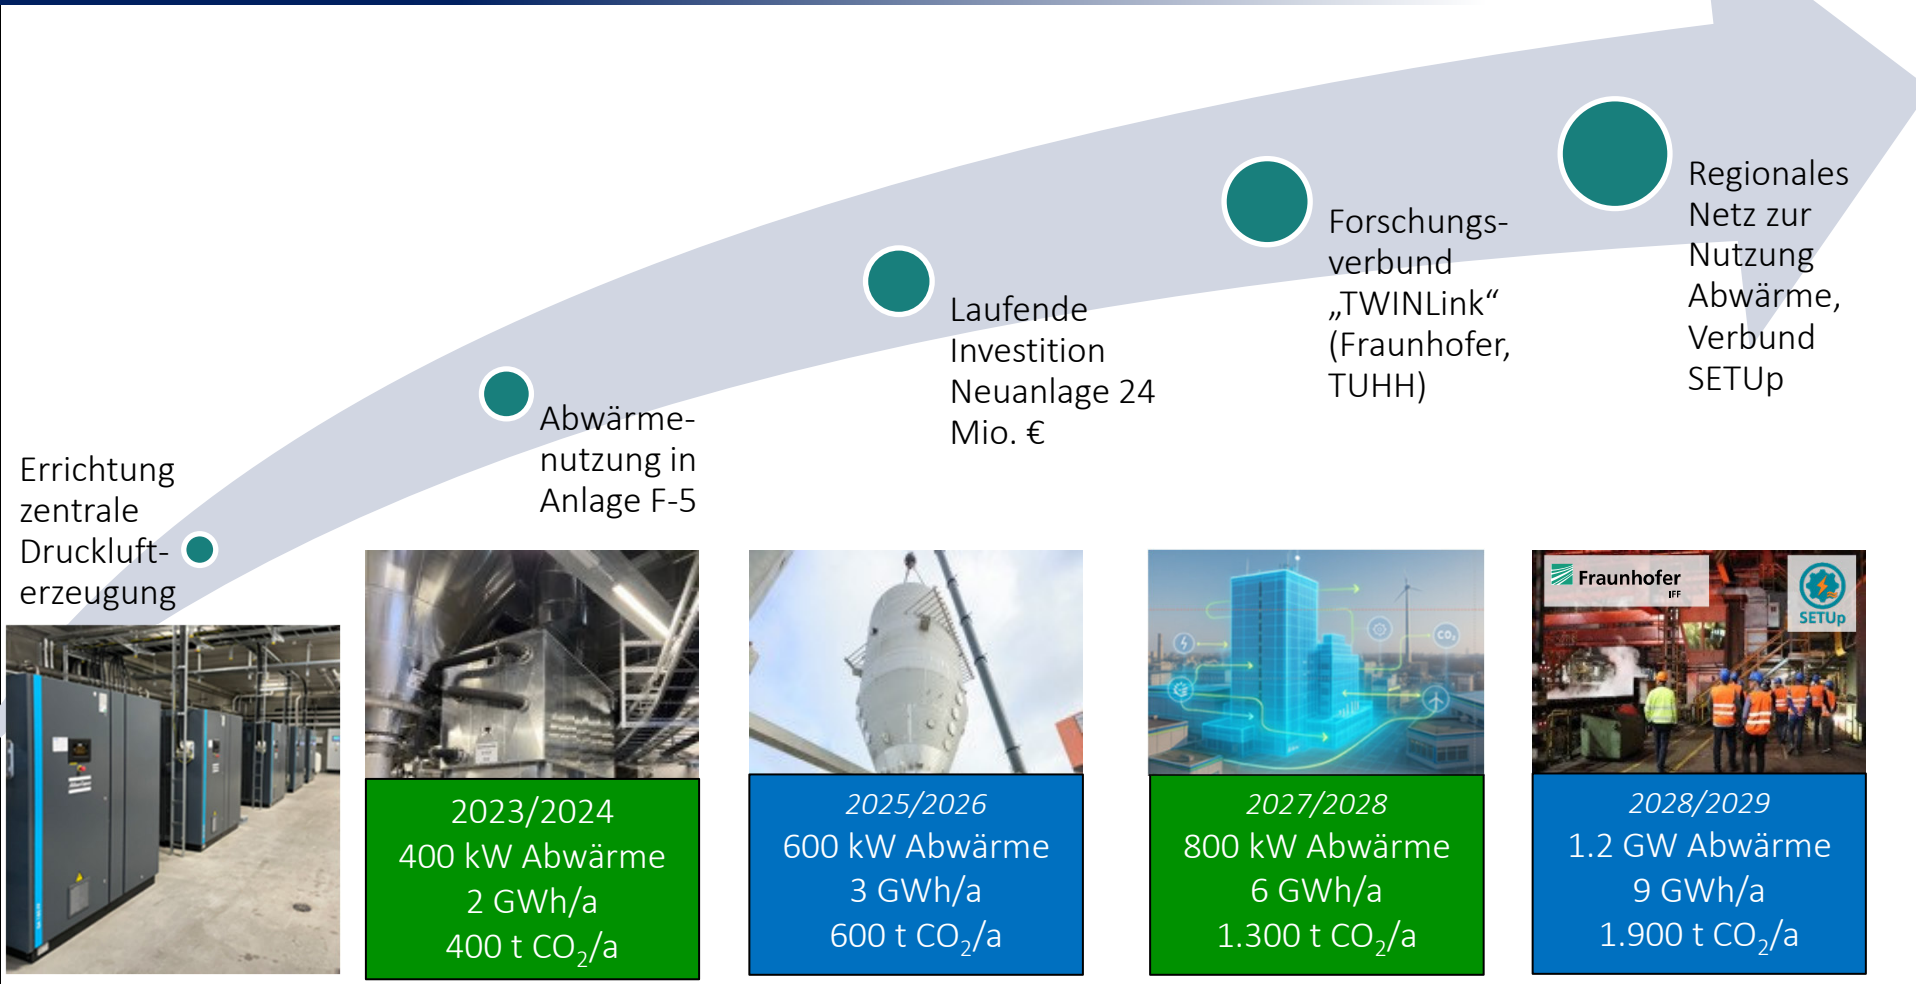 Errichtung
zentrale
Druckluft-
erzeugung
Abwärme-
nutzung in
Anlage F-5
Laufende
Investition
Neuanlage 24
Mio. €
Forschungs-
verbund
„TWINLink“
(Fraunhofer,
TUHH)
Regionales
Netz zur
Nutzung
Abwärme,
Verbund
SETUp
2023/2024
400 kW Abwärme
2 GWh/a
400 t CO₂/a
2025/2026
600 kW Abwärme
3 GWh/a
600 t CO₂/a
CO₂
2027/2028
800 kW Abwärme
6 GWh/a
1.300 t CO₂/a
Fraunhofer
IFF
SETUp
2028/2029
1.2 GW Abwärme
9 GWh/a
1.900 t CO₂/a